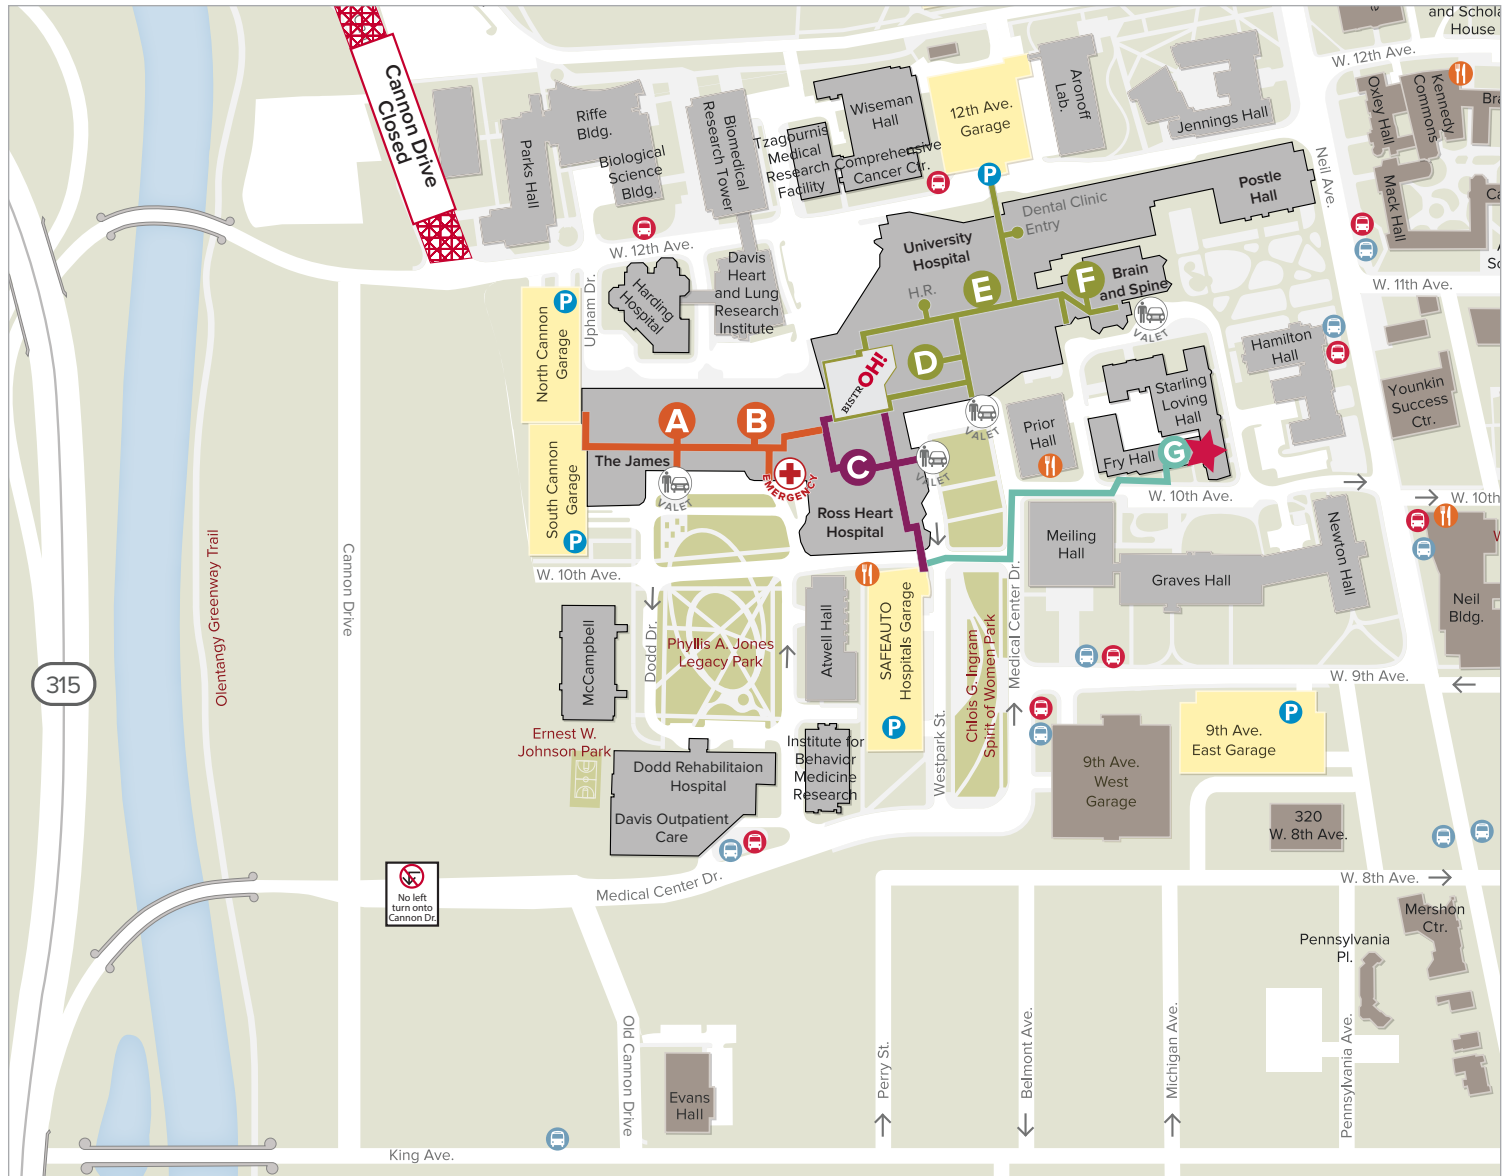 and Schola
House
W. 12th Ave.
Cannon Drive
Closed
Riffe
Bldg.
Parks Hall
Biological
Science
Bldg.
Biomedical
Research Tower
Tzagournis
Medical
Research
Facility
Wiseman
Hall
Comprehensive
Cancer Ctr.
12th Ave.
Garage
P
Aronoff
Lab.
Jennings Hall
Oxley Hall
Kennedy
Commons
Bra
Mack Hall
Ca
Neil Ave.
W. 11th Ave.
Postle
Hall
Dental Clinic
Entry
University
Hospital
H.R.
E
F
Brain
and Spine
VALET
D
BISTROH!
W. 12th Ave.
Upham Dr.
Harding
Hospital
Davis
Heart
and Lung
Research
Institute
North Cannon
Garage
P
South Cannon
Garage
P
A
B
The James
VALET
EMERGENCY
C
VALET
VALET
Ross Heart
Hospital
Prior
Hall
Starling
Loving
Hall
Fry Hall
G
Hamilton
Hall
Younkin
Success
Ctr.
W. 10th Ave.
W. 10th
Meiling
Hall
Graves Hall
Newton Hall
Neil
Bldg.
W. 10th Ave.
Olentangy Greenway Trail
Cannon Drive
315
McCampbell
Dodd Dr.
Phyllis A. Jones
Legacy Park
Atwell Hall
SAFEAUTO
Hospitals Garage
P
Chlois G. Ingram
Spirit of Women Park
Medical Center Dr.
Westpark St.
W. 9th Ave.
Ernest W.
Johnson Park
Dodd Rehabilitaion
Hospital
Davis Outpatient
Care
Institute for
Behavior
Medicine
Research
9th Ave.
West
Garage
9th Ave.
East Garage
P
320
W. 8th Ave.
W. 8th Ave.
Medical Center Dr.
No left
turn onto
Cannon Dr.
Mershon
Ctr.
Pennsylvania
Pl.
Old Cannon Drive
Evans
Hall
Perry St.
Belmont Ave.
Michigan Ave.
Pennsylvania Ave.
King Ave.